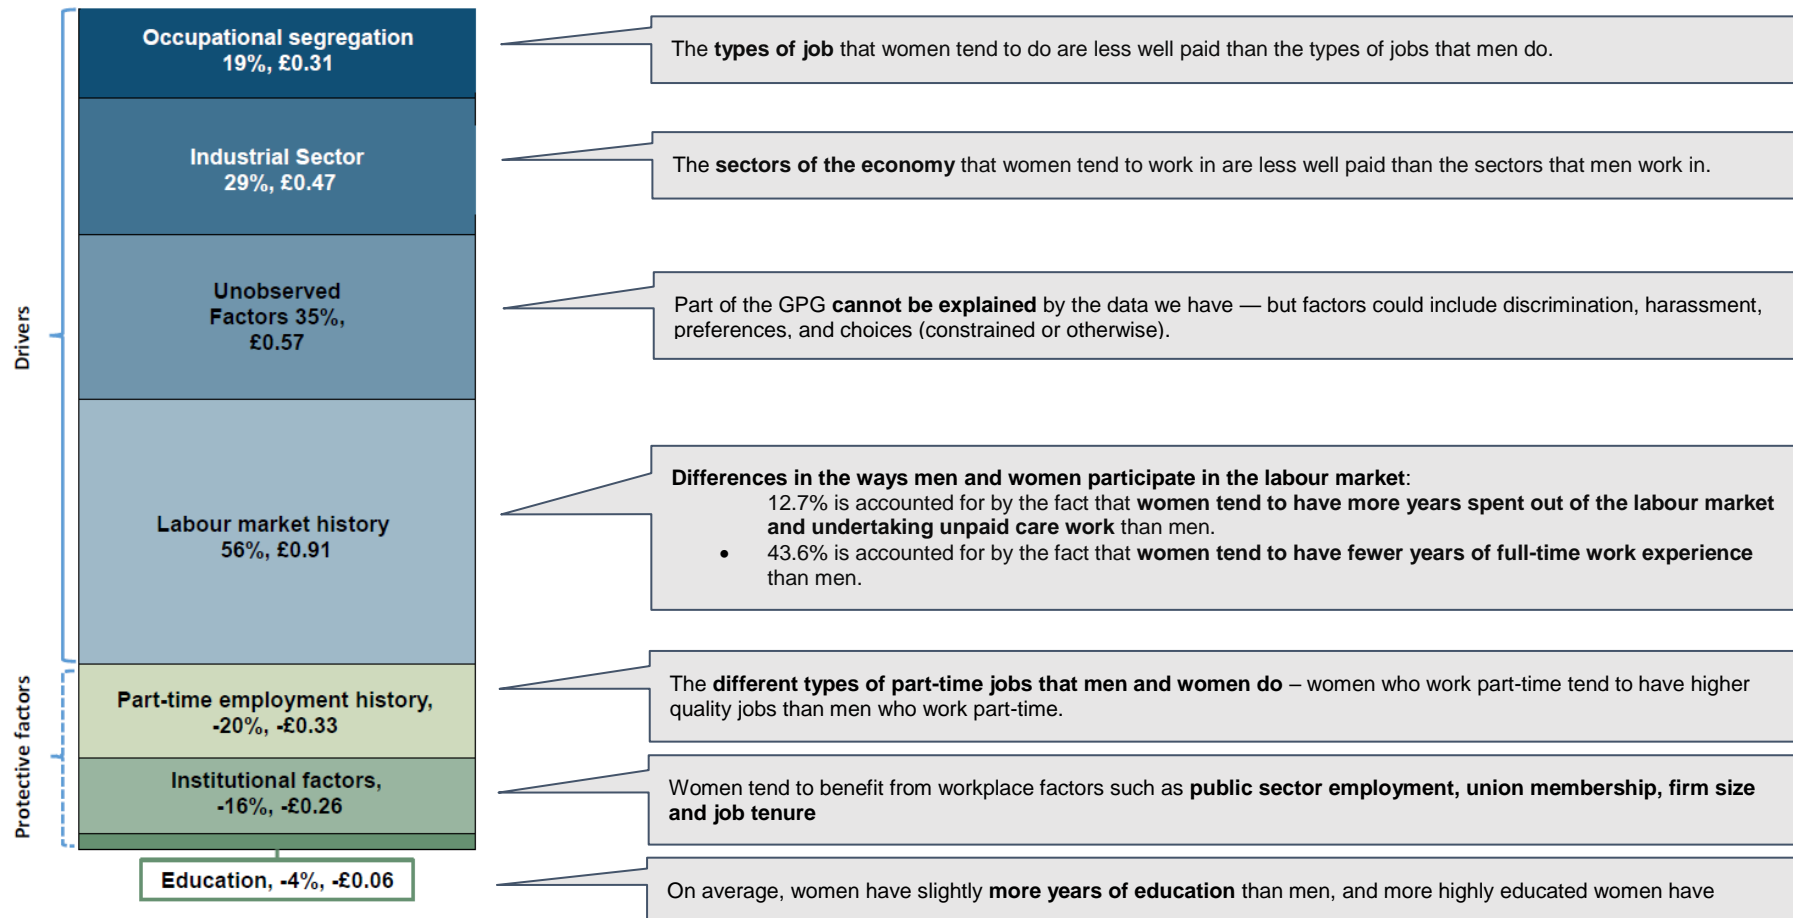 Occupational segregation
19%, £0.31
The types of job that women tend to do are less well paid than the types of jobs that men do.
Industrial Sector
29%, £0.47
The sectors of the economy that women tend to work in are less well paid than the sectors that men work in.
Drivers
Unobserved
Factors 35%,
£0.57
Part of the GPG cannot be explained by the data we have — but factors could include discrimination, harassment,
preferences, and choices (constrained or otherwise).
Labour market history
56%, £0.91
Differences in the ways men and women participate in the labour market:
12.7% is accounted for by the fact that women tend to have more years spent out of the labour market
and undertaking unpaid care work than men.
• 43.6% is accounted for by the fact that women tend to have fewer years of full-time work experience
than men.
Protective factors
Part-time employment history,
-20%, -£0.33
The different types of part-time jobs that men and women do – women who work part-time tend to have higher
quality jobs than men who work part-time.
Institutional factors,
-16%, -£0.26
Women tend to benefit from workplace factors such as public sector employment, union membership, firm size
and job tenure
Education, -4%, -£0.06
On average, women have slightly more years of education than men, and more highly educated women have